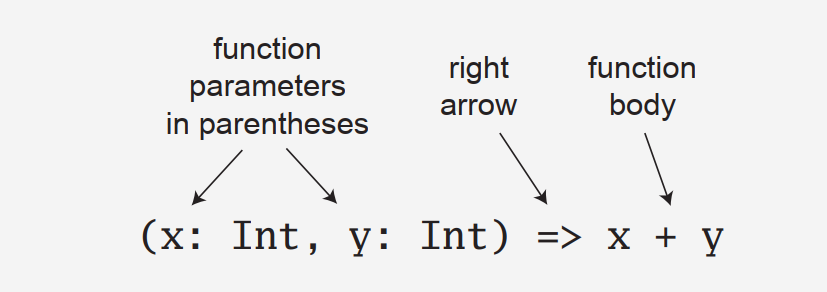 function
parameters
in parentheses
right
arrow
function
body
(x: Int, y: Int) => x + y